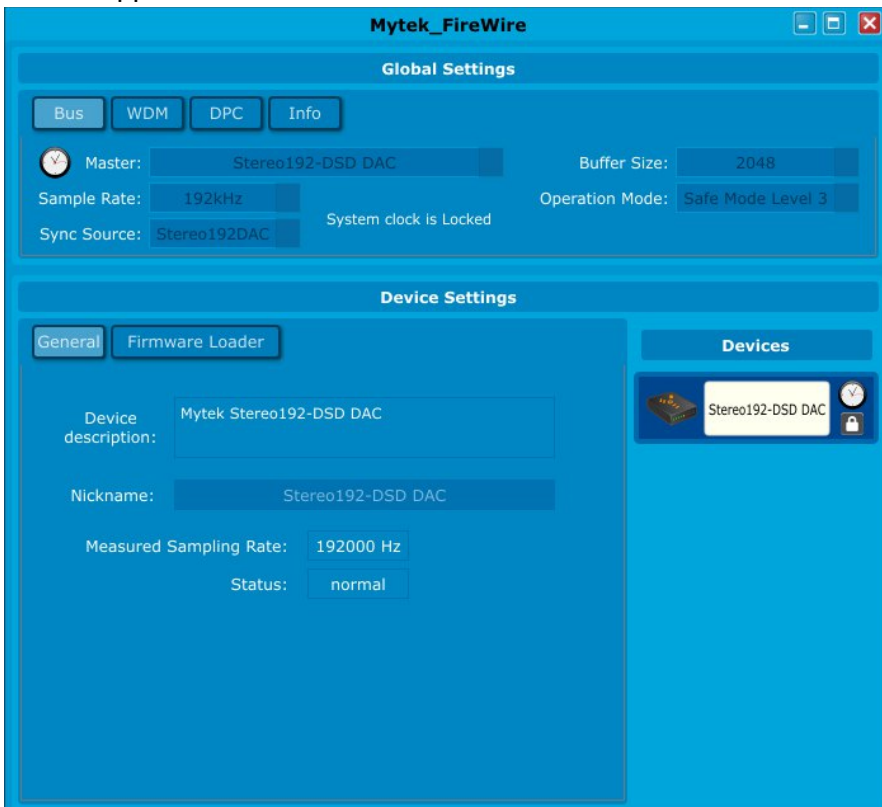 Mytek_FireWire
Global Settings
Bus WDM DPC Info
Master: Stereo192-DSD DAC Buffer Size: 2048
Sample Rate: 192kHz Operation Mode: Safe Mode Level 3
System clock is Locked
Sync Source: Stereo192DAC
Device Settings
General Firmware Loader
Devices
Stereo192-DSD DAC
Device description: Mytek Stereo192-DSD DAC
Nickname: Stereo192-DSD DAC
Measured Sampling Rate: 192000 Hz
Status: normal